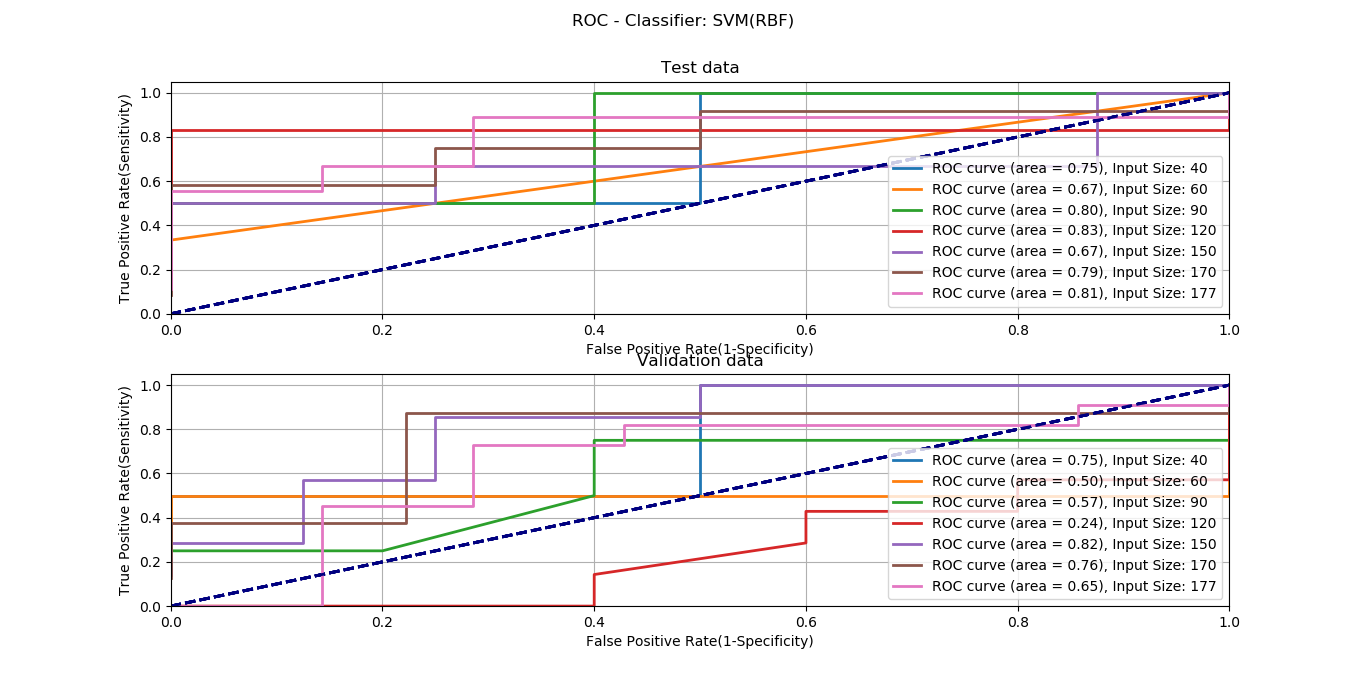 ROC - Classifier: SVM(RBF)
Test data
True Positive Rate(Sensitivity)
1.0
0.8
0.6
0.4
0.2
0.0
ROC curve (area = 0.75), Input Size: 40
ROC curve (area = 0.67), Input Size: 60
ROC curve (area = 0.80), Input Size: 90
ROC curve (area = 0.83), Input Size: 120
ROC curve (area = 0.67), Input Size: 150
ROC curve (area = 0.79), Input Size: 170
ROC curve (area = 0.81), Input Size: 177
0.0 0.2 0.4 0.6 0.8 1.0
False Positive Rate(1-Specificity)
Validation data
True Positive Rate(Sensitivity)
1.0
0.8
0.6
0.4
0.2
0.0
ROC curve (area = 0.75), Input Size: 40
ROC curve (area = 0.50), Input Size: 60
ROC curve (area = 0.57), Input Size: 90
ROC curve (area = 0.24), Input Size: 120
ROC curve (area = 0.82), Input Size: 150
ROC curve (area = 0.76), Input Size: 170
ROC curve (area = 0.65), Input Size: 177
0.0 0.2 0.4 0.6 0.8 1.0
False Positive Rate(1-Specificity)